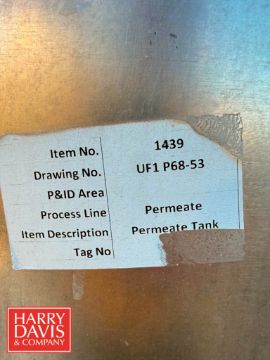 Item No. 1439
Drawing No. UF1 P68-53
P&ID Area
Process Line Permeate
Item Description Permeate Tank
Tag No
HARRY
DAVIS
& COMPANY